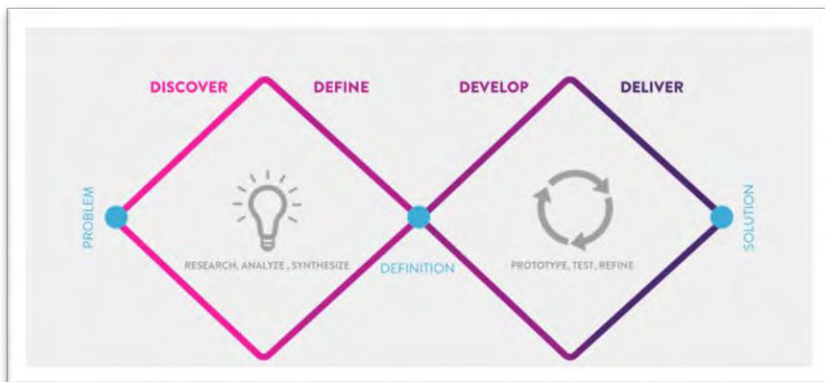 DISCOVER
DEFINE
DEVELOP
DELIVER
PROBLEM
SOLUTION
RESEARCH, ANALYZE , SYNTHESIZE
DEFINITION
PROTOTYPE, TEST, REFINE